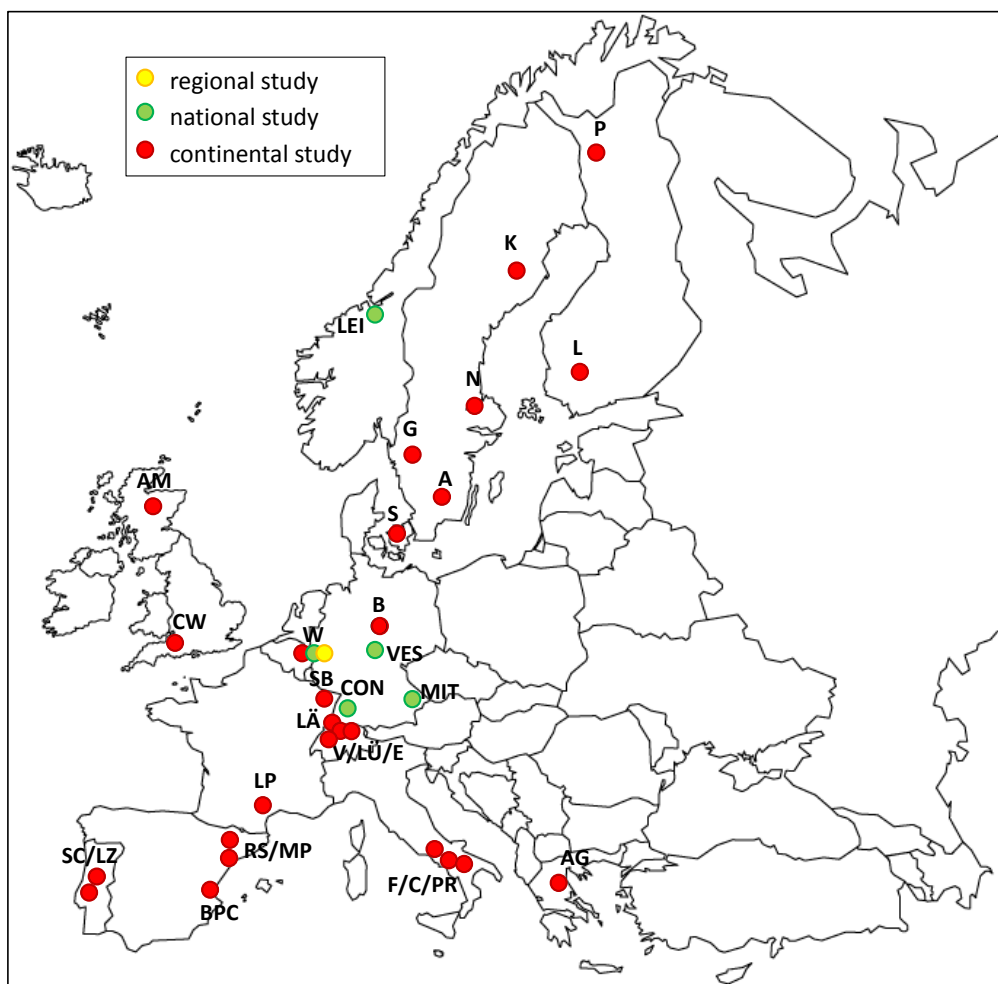 regional study
national study
continental study
P
K
LEI
L
N
G
A
AM
S
B
CW
W
VES
SB
CON
MIT
LÄ
V/LÜ/E
LP
RS/MP
SC/LZ
AG
F/C/PR
BPC